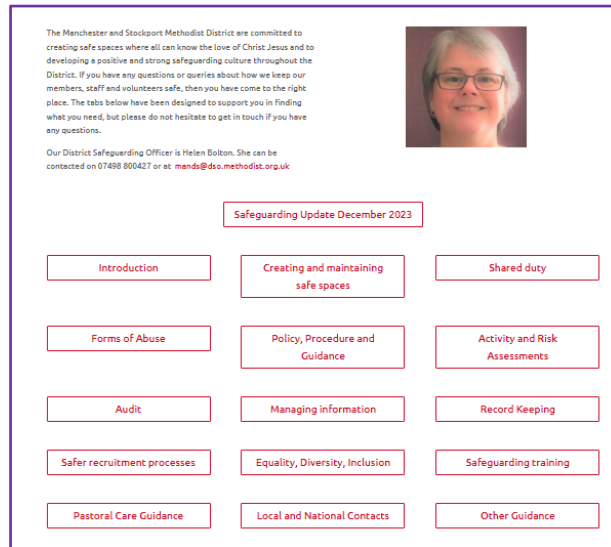 The Manchester and Stockport Methodist District are committed to
creating safe spaces where all can know the love of Christ Jesus and to
developing a positive and strong safeguarding culture throughout the
District. If you have any questions or queries about how we keep our
members, staff and volunteers safe, then you have come to the right
place. The tabs below have been designed to support you in finding
what you need, but please do not hesitate to get in touch if you have
any questions.
Our District Safeguarding Officer is Helen Bolton. She can be
contacted on 07498 800427 or at mands@dso.methodist.org.uk
Safeguarding Update December 2023
Introduction
Creating and maintaining
safe spaces
Shared duty
Forms of Abuse
Policy, Procedure and
Guidance
Activity and Risk
Assessments
Audit
Managing information
Record Keeping
Safer recruitment processes
Equality, Diversity, Inclusion
Safeguarding training
Pastoral Care Guidance
Local and National Contacts
Other Guidance